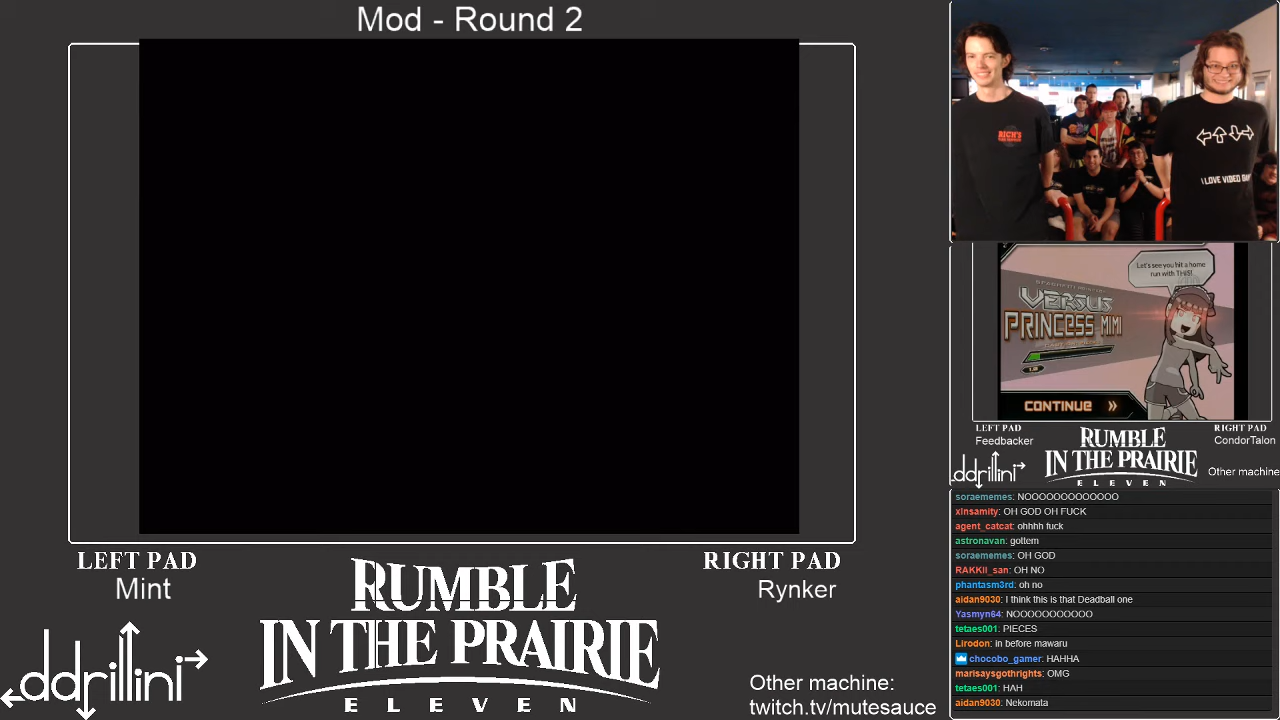 Mod - Round 2
LEFT PAD
Mint
RUMBLE
IN THE PRAIRIE
ELEVEN
RIGHT PAD
Rynker
ddrillini
Other machine:
twitch.tv/mutesauce
RICH'S
I LOVE VIDEO GAM
Let's see you hit a home
run with THIS!
VERSUS
PRINCESS MIMI
CONTINUE »
LEFT PAD
Feedbacker
RUMBLE
IN THE PRAIRIE
ELEVEN
RIGHT PAD
CondorTalon
ddrillini
Other machine
soraememes: NOOOOOOOOOOOOO
xInsamity: OH GOD OH FUCK
agent_catcat: ohhhh fuck
astronavan: gottem
soraememes: OH GOD
RAKKII_san: OH NO
phantasm3rd: oh no
aidan9030: I think this is that Deadball one
Yasmyn64: NOOOOOOOOOOO
tetaes001: PIECES
Lirodon: in before mawaru
chocobo_gamer: HAHHA
marisaysgothrights: OMG
tetaes001: HAH
aidan9030: Nekomata